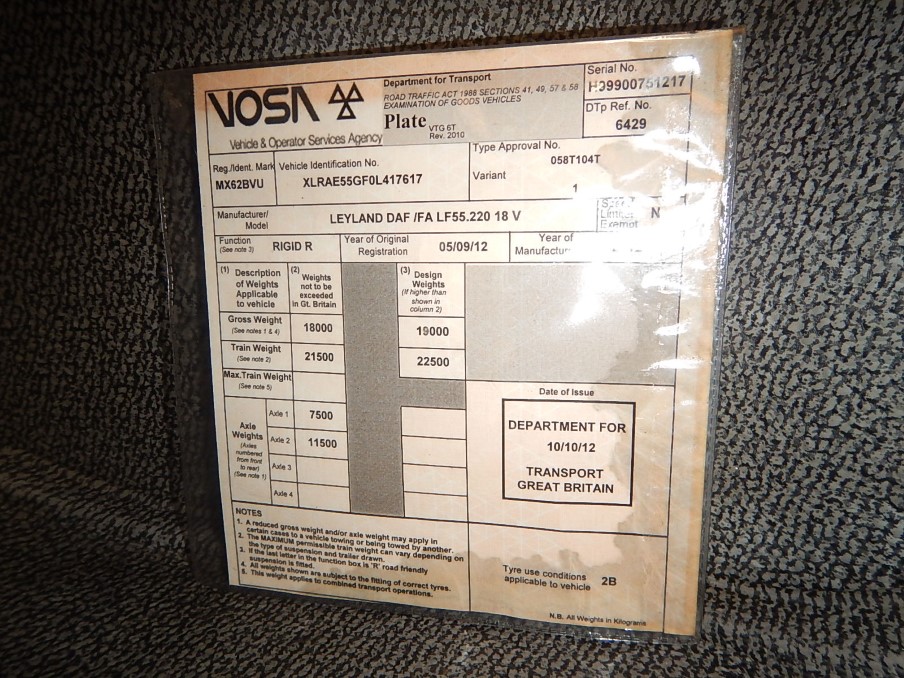 VOSA
Vehicle & Operator Services Agency
Department for Transport
ROAD TRAFFIC ACT 1988 SECTIONS 41, 49, 57 & 58
EXAMINATION OF GOODS VEHICLES
Plate VTG 6T
Rev. 2010
Serial No.
DTp Ref. No.
6429
Reg./Ident. Mark
MX62BVU
Vehicle Identification No.
XLRAE55GF0L417617
Type Approval No.
058T104T
Variant
1
Manufacturer/
Model
LEYLAND DAF /FA LF55.220 18 V
Exempt
N
Function
(See note 3)
RIGID R
Year of Original
Registration
05/09/12
Year of
(1) Description
of Weights
Applicable
to vehicle
(2) Weights
not to be
exceeded
in Gt. Britain
(3) Design
Weights
(If higher than
shown in
column 2)
Gross Weight
(See notes 1 & 4)
18000
19000
Train Weight
(See note 2)
21500
22500
Max.Train Weight
(See note 5)
Axle
Weights
(Axles
numbered
from front
to rear)
(See note 1)
Axle 1
7500
Axle 2
11500
Axle 3
Axle 4
Date of Issue
DEPARTMENT FOR
10/10/12
TRANSPORT
GREAT BRITAIN
NOTES
1. A reduced gross weight and/or axle weight may apply in
certain cases to a vehicle towing or being towed by another.
2. The MAXIMUM permissible train weight can vary depending on
the type of suspension and trailer drawn.
3. If the last letter in the function box is 'R' road friendly
suspension is fitted.
4. All weights shown are subject to the fitting of correct tyres.
5. This weight applies to combined transport operations.
Tyre use conditions
applicable to vehicle 2B
N.B. All Weights in Kilograms